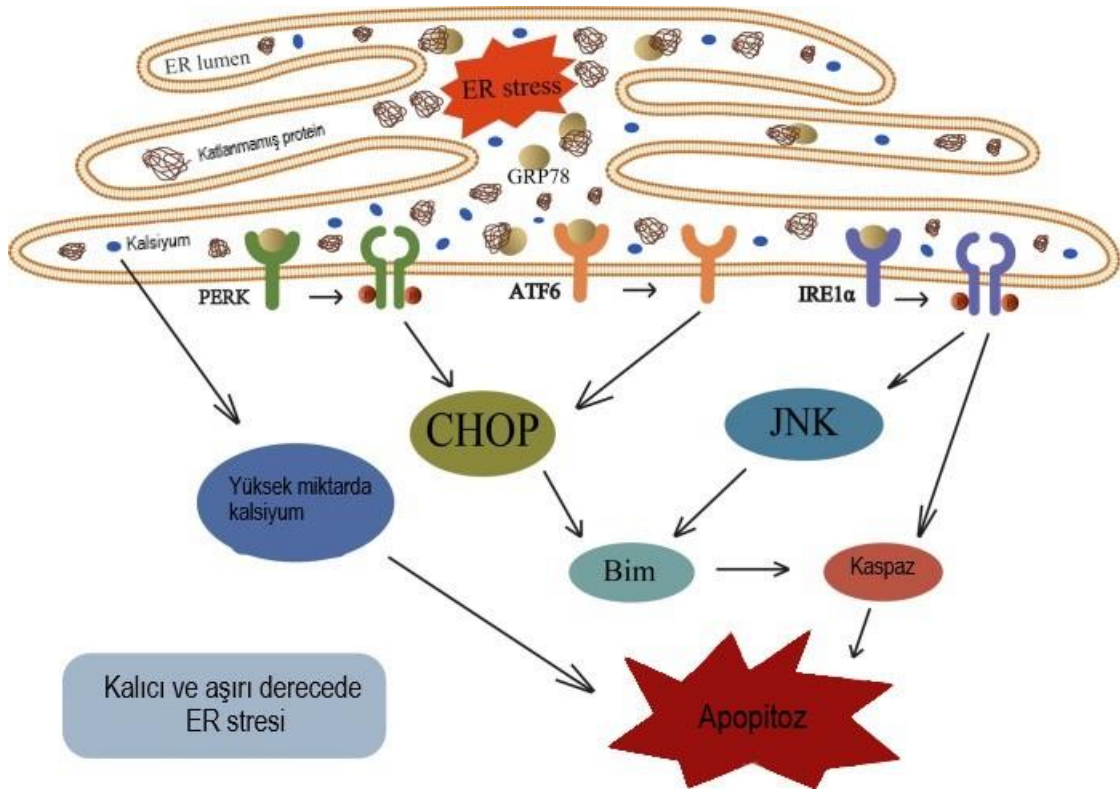 ER lumen
ER stress
Katlanmamış protein
GRP78
Kalsiyum
PERK
ATF6
IRE1α
CHOP
JNK
Yüksek miktarda
kalsiyum
Bim
Kaspaz
Kalıcı ve aşırı derecede
ER stresi
Apopitoz